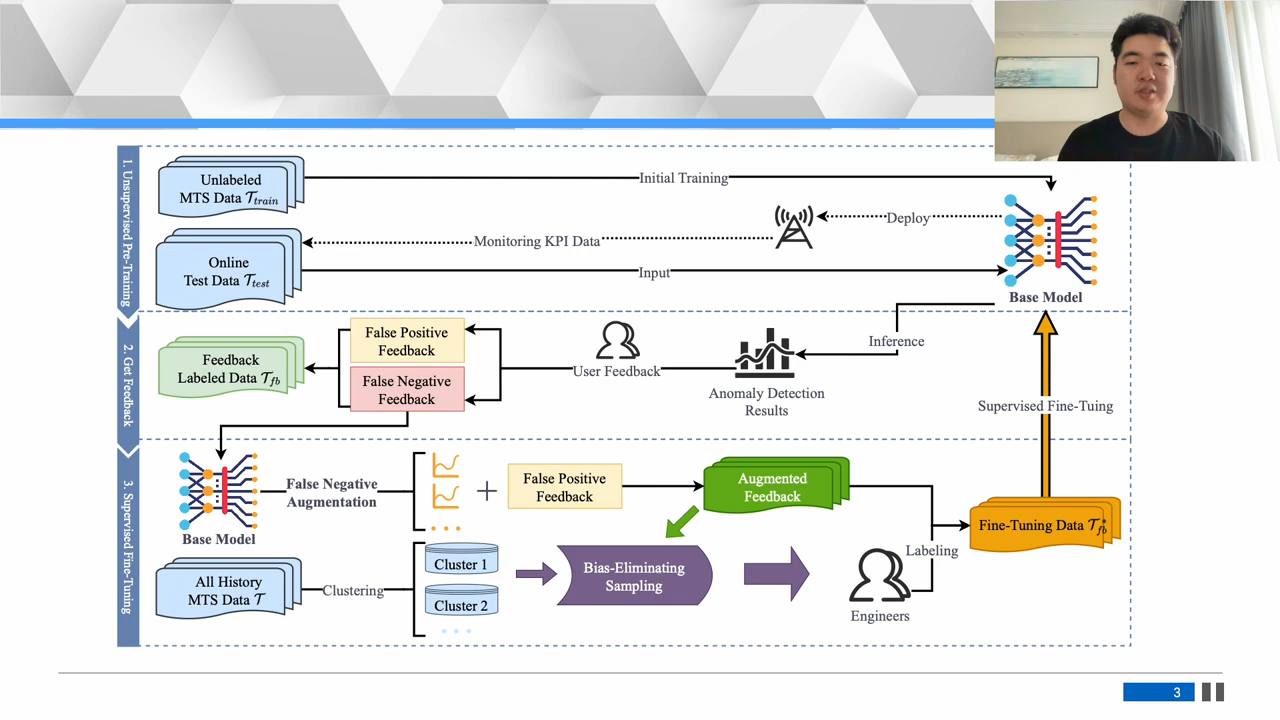 1. Unsupervised Pre-Training
Unlabeled
MTS Data 𝒯train
Initial Training
Deploy
Monitoring KPI Data
Online
Test Data 𝒯test
Input
Base Model
2. Get Feedback
Feedback
Labeled Data 𝒯fb
False Positive
Feedback
False Negative
Feedback
User Feedback
Anomaly Detection
Results
Inference
Supervised Fine-Tuing
3. Supervised Fine-Tuning
Base Model
False Negative
Augmentation
+
False Positive
Feedback
Augmented
Feedback
Fine-Tuning Data 𝒯*fb
All History
MTS Data 𝒯
Clustering
Cluster 1
Cluster 2
Bias-Eliminating
Sampling
Labeling
Engineers
3